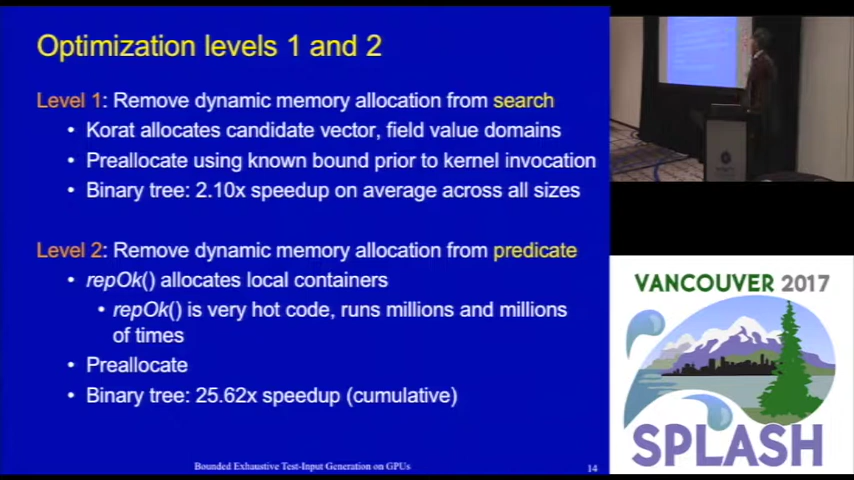 Optimization levels 1 and 2
Level 1: Remove dynamic memory allocation from search
• Korat allocates candidate vector, field value domains
• Preallocate using known bound prior to kernel invocation
• Binary tree: 2.10x speedup on average across all sizes
Level 2: Remove dynamic memory allocation from predicate
• repOk() allocates local containers
• repOk() is very hot code, runs millions and millions
of times
• Preallocate
• Binary tree: 25.62x speedup (cumulative)
Bounded Exhaustive Test-Input Generation on GPUs
14
VANCOUVER 2017
SPLASH